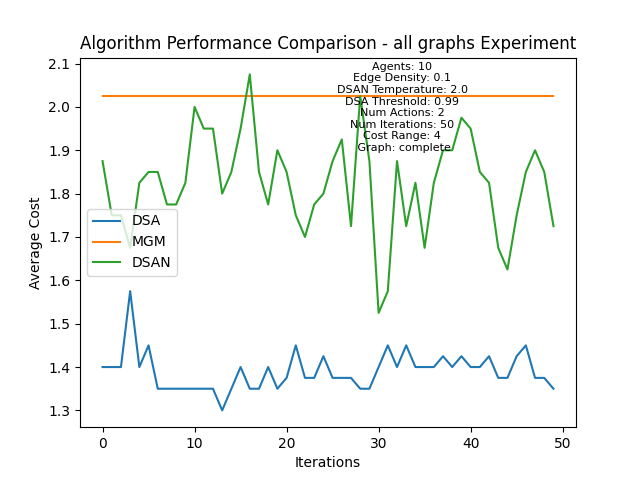 Algorithm Performance Comparison - all graphs Experiment
Agents: 10
Edge Density: 0.1
DSAN Temperature: 2.0
DSA Threshold: 0.99
Num Actions: 2
Num Iterations: 50
Cost Range: 4
Graph: complete
2.1
2.0
1.9
1.8
1.7
1.6
1.5
1.4
1.3
Average Cost
DSA
MGM
DSAN
0 10 20 30 40 50
Iterations